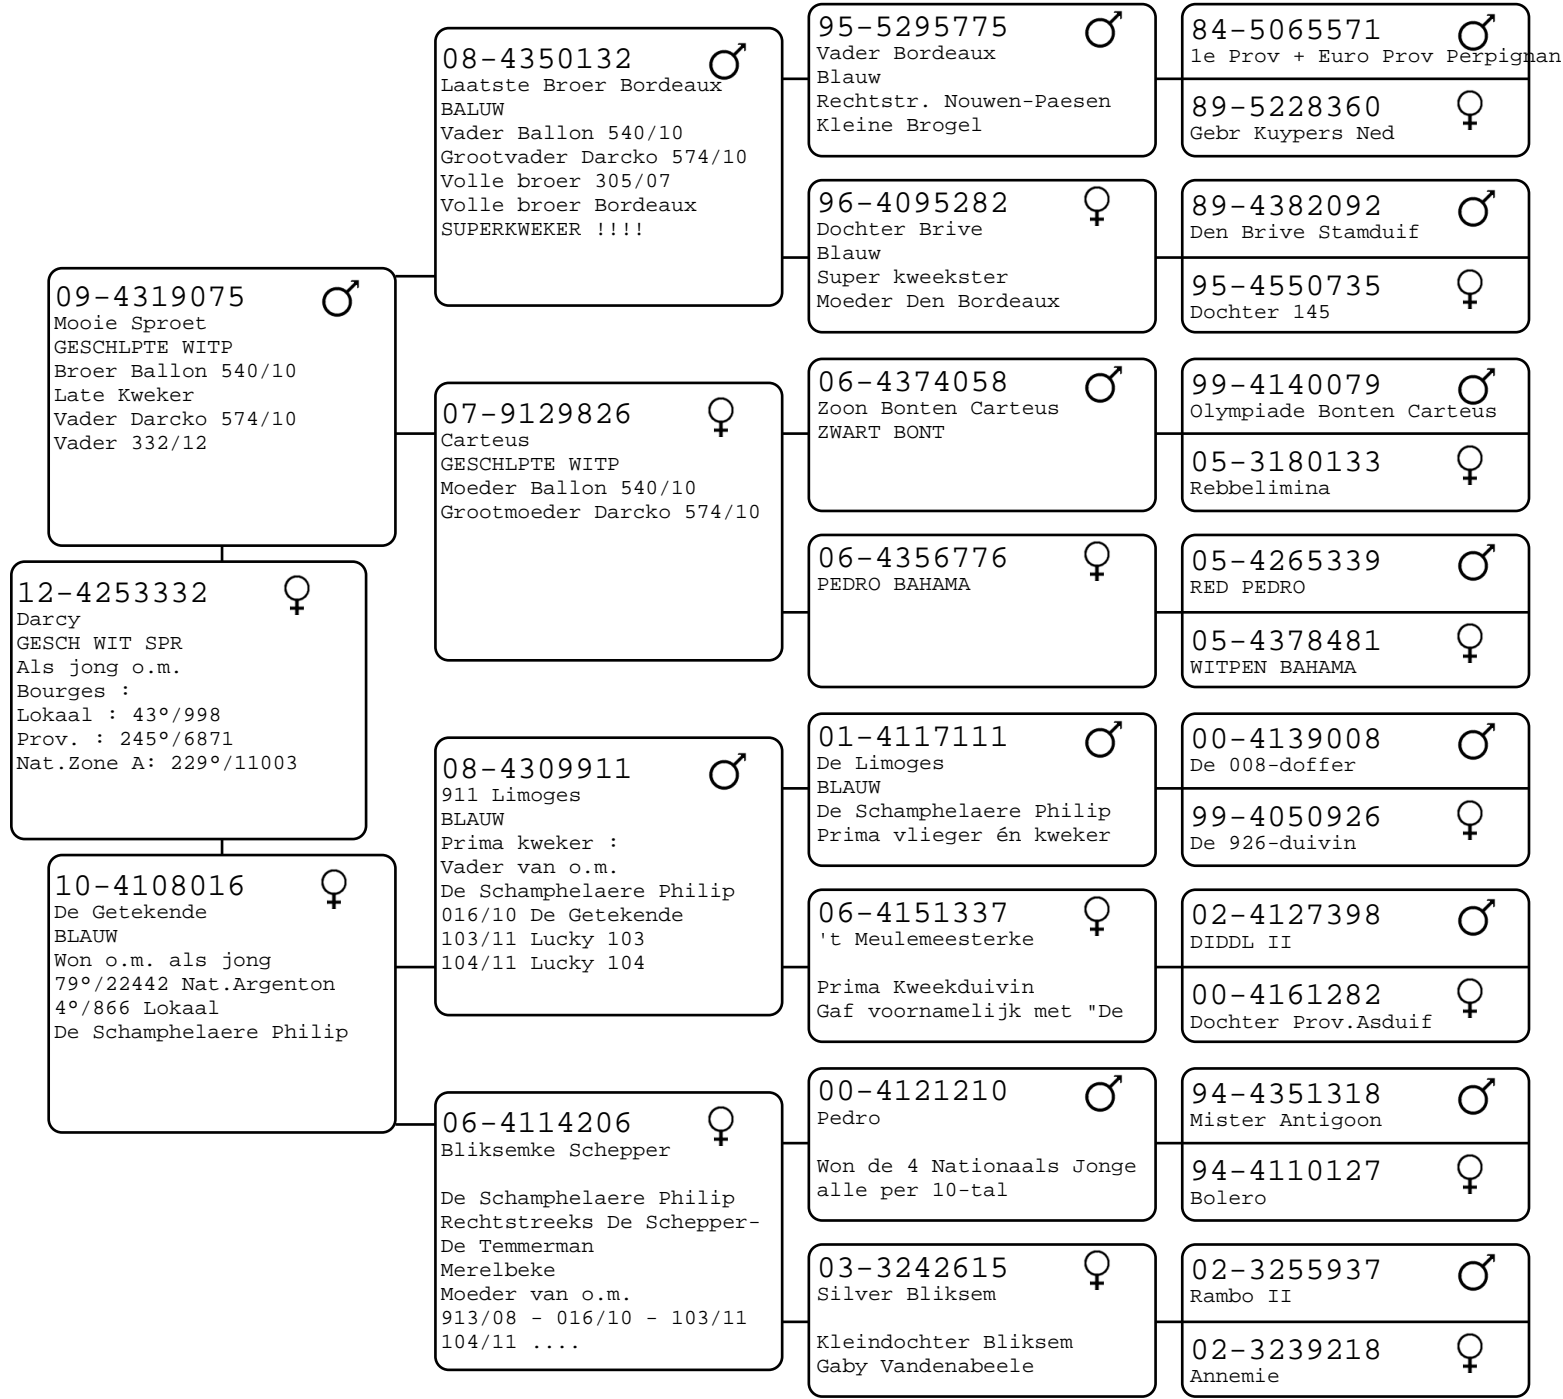 12-4253332
Darcy
GESCH WIT SPR
Als jong o.m.
Bourges :
Lokaal : 43°/998
Prov. : 245°/6871
Nat.Zone A: 229°/11003
09-4319075
Mooie Sproet
GESCHLPTE WITP
Broer Ballon 540/10
Late Kweker
Vader Darcko 574/10
Vader 332/12
10-4108016
De Getekende
BLAUW
Won o.m. als jong
79°/22442 Nat.Argenton
4°/866 Lokaal
De Schamphelaere Philip
08-4350132
Laatste Broer Bordeaux
BALUW
Vader Ballon 540/10
Grootvader Darcko 574/10
Volle broer 305/07
Volle broer Bordeaux
SUPERKWEKER !!!!
07-9129826
Carteus
GESCHLPTE WITP
Moeder Ballon 540/10
Grootmoeder Darcko 574/10
08-4309911
911 Limoges
BLAUW
Prima kweker :
Vader van o.m.
De Schamphelaere Philip
016/10 De Getekende
103/11 Lucky 103
104/11 Lucky 104
06-4114206
Bliksemke Schepper
De Schamphelaere Philip
Rechtstreeks De Schepper-
De Temmerman
Merelbeke
Moeder van o.m.
913/08 - 016/10 - 103/11
104/11 ....
95-5295775
Vader Bordeaux
Blauw
Rechtstr. Nouwen-Paesen
Kleine Brogel
96-4095282
Dochter Brive
Blauw
Super kweekster
Moeder Den Bordeaux
06-4374058
Zoon Bonten Carteus
ZWART BONT
06-4356776
PEDRO BAHAMA
01-4117111
De Limoges
BLAUW
De Schamphelaere Philip
Prima vlieger én kweker
06-4151337
't Meulemeesterke
Prima Kweekduivin
Gaf voornamelijk met "De
00-4121210
Pedro
Won de 4 Nationaals Jonge
alle per 10-tal
03-3242615
Silver Bliksem
Kleindochter Bliksem
Gaby Vandenabeele
84-5065571
1e Prov + Euro Prov Perpignan
89-5228360
Gebr Kuypers Ned
89-4382092
Den Brive Stamduif
95-4550735
Dochter 145
99-4140079
Olympiade Bonten Carteus
05-3180133
Rebbelimina
05-4265339
RED PEDRO
05-4378481
WITPEN BAHAMA
00-4139008
De 008-doffer
99-4050926
De 926-duivin
02-4127398
DIDDL II
00-4161282
Dochter Prov.Asduif
94-4351318
Mister Antigoon
94-4110127
Bolero
02-3255937
Rambo II
02-3239218
Annemie